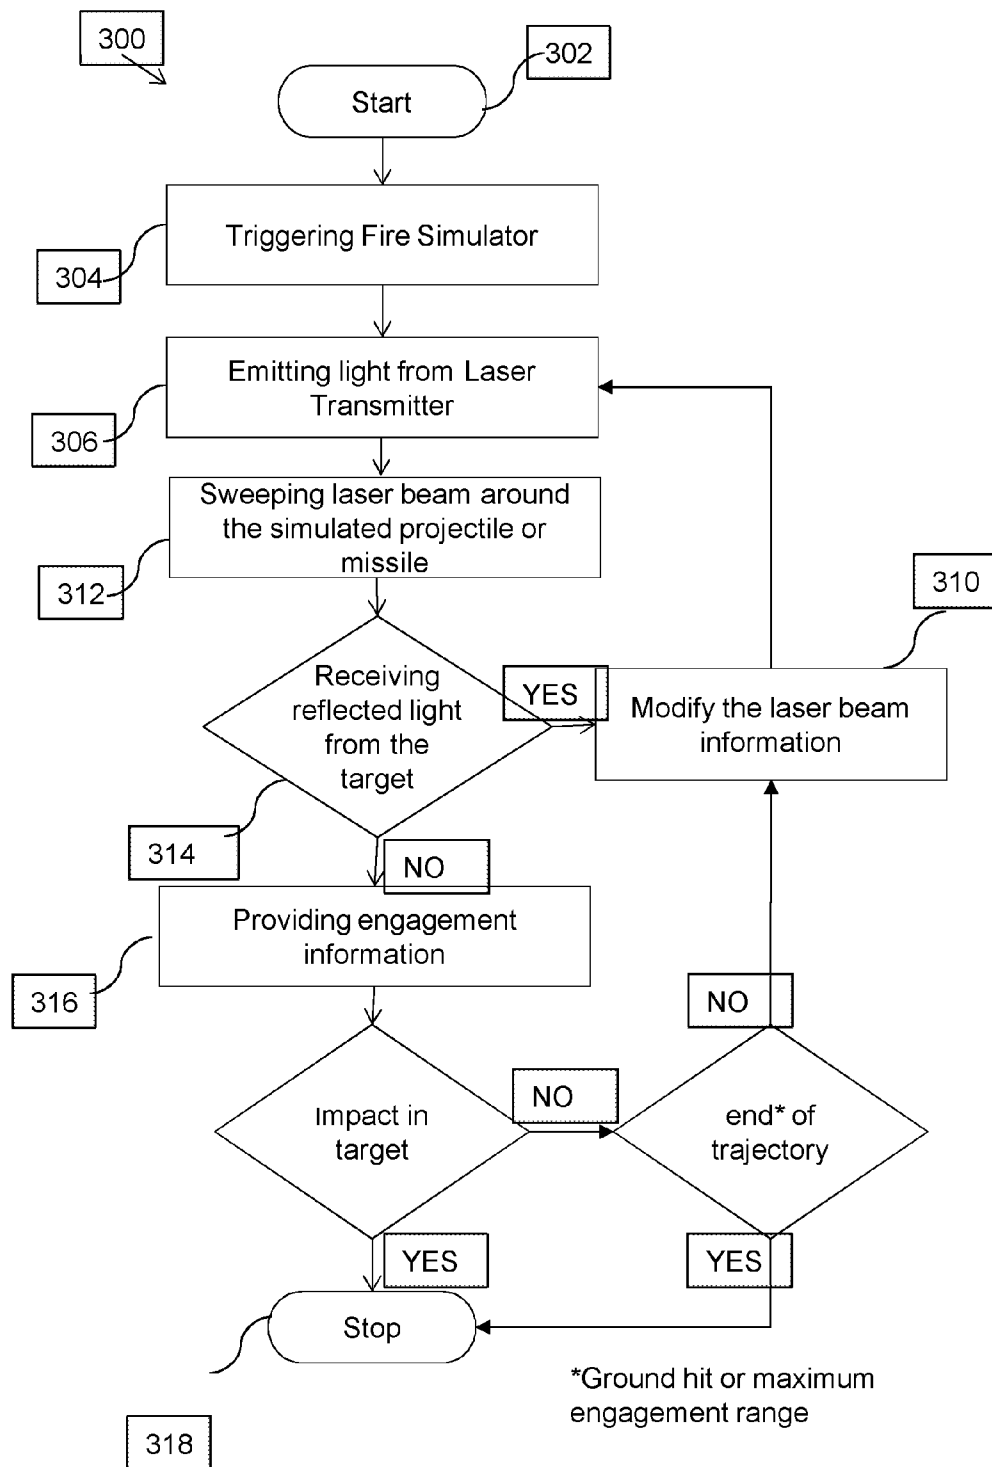 300
302
Start
Triggering Fire Simulator
304
Emitting light from Laser
Transmitter
306
Sweeping laser beam around
the simulated projectile or
missile
312
310
Receiving
reflected light
from the
target
YES
Modify the laser beam
information
314
NO
Providing engagement
information
316
NO
Impact in
target
NO
end* of
trajectory
YES
YES
Stop
*Ground hit or maximum
engagement range
318